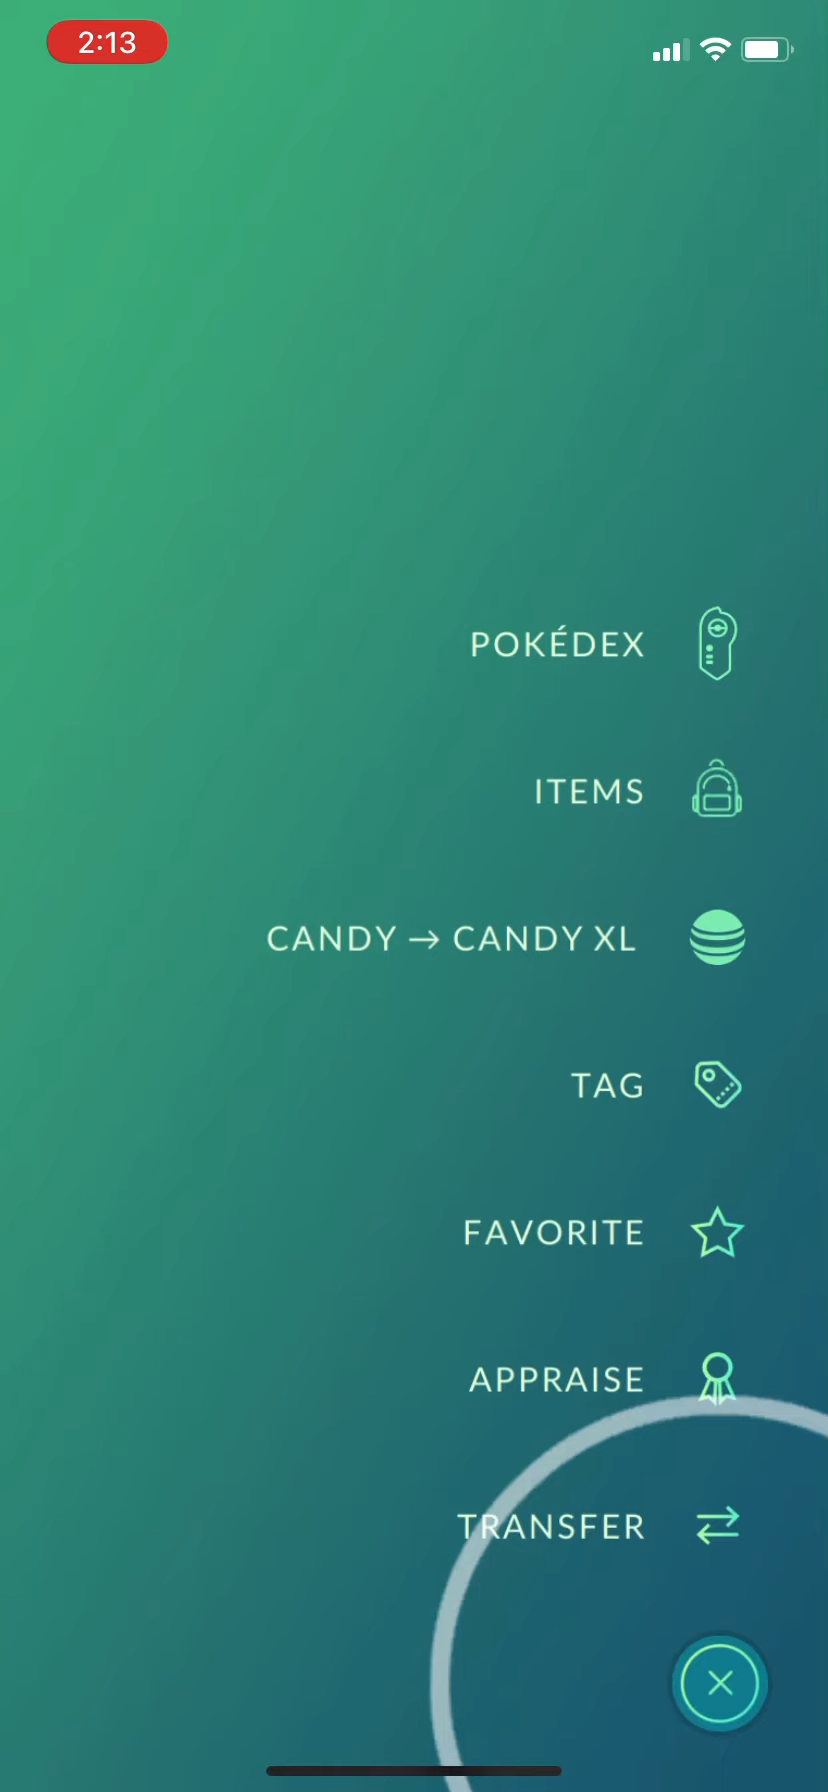 2:13
POKÉDEX
ITEMS
CANDY → CANDY XL
TAG
FAVORITE
APPRAISE
TRANSFER